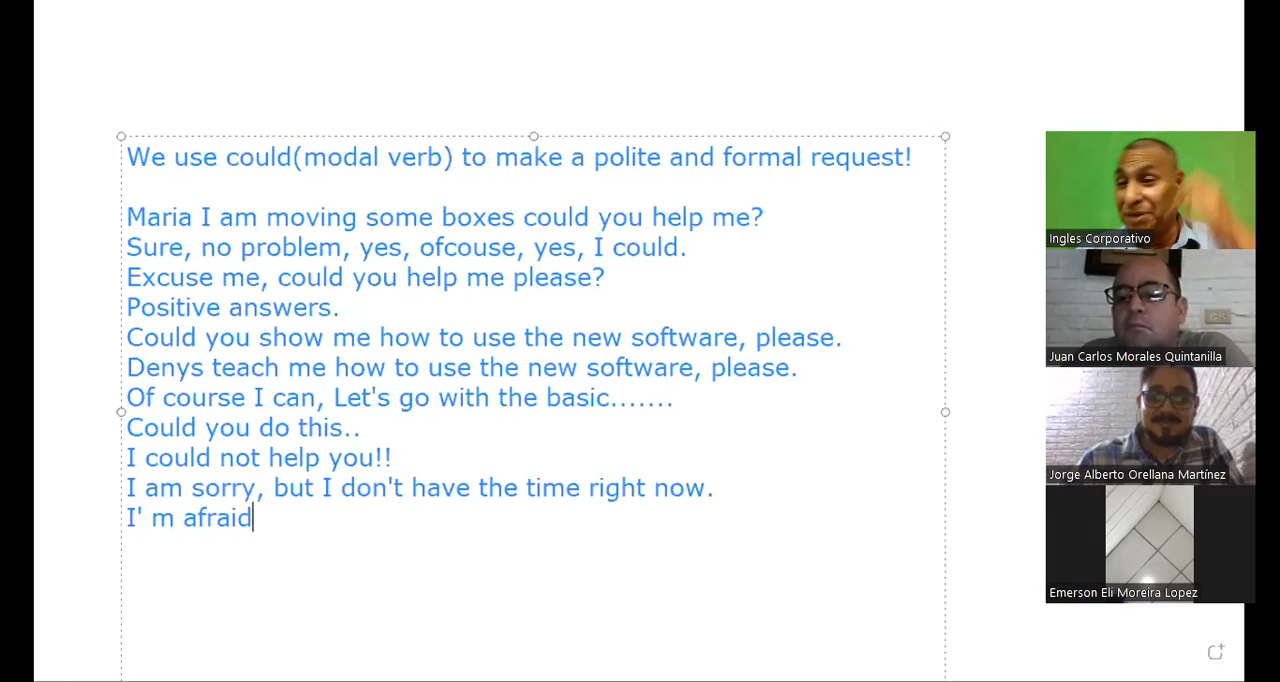 We use could(modal verb) to make a polite and formal request!
Maria I am moving some boxes could you help me?
Sure, no problem, yes, ofcouse, yes, I could.
Excuse me, could you help me please?
Positive answers.
Could you show me how to use the new software, please.
Denys teach me how to use the new software, please.
Of course I can, Let's go with the basic.......
Could you do this..
I could not help you!!
I am sorry, but I don't have the time right now.
I' m afraid
Ingles Corporativo
Juan Carlos Morales Quintanilla
Jorge Alberto Orellana Martínez
Emerson Eli Moreira Lopez